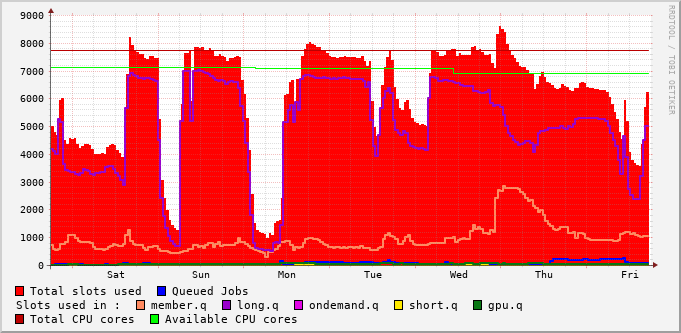 9000
8000
7000
6000
5000
4000
3000
2000
1000
0
Sat Sun Mon Tue Wed Thu Fri
Total slots used Queued Jobs
Slots used in : member.q long.q ondemand.q short.q gpu.q
Total CPU cores Available CPU cores
RRDTOOL / TOBI OETIKER